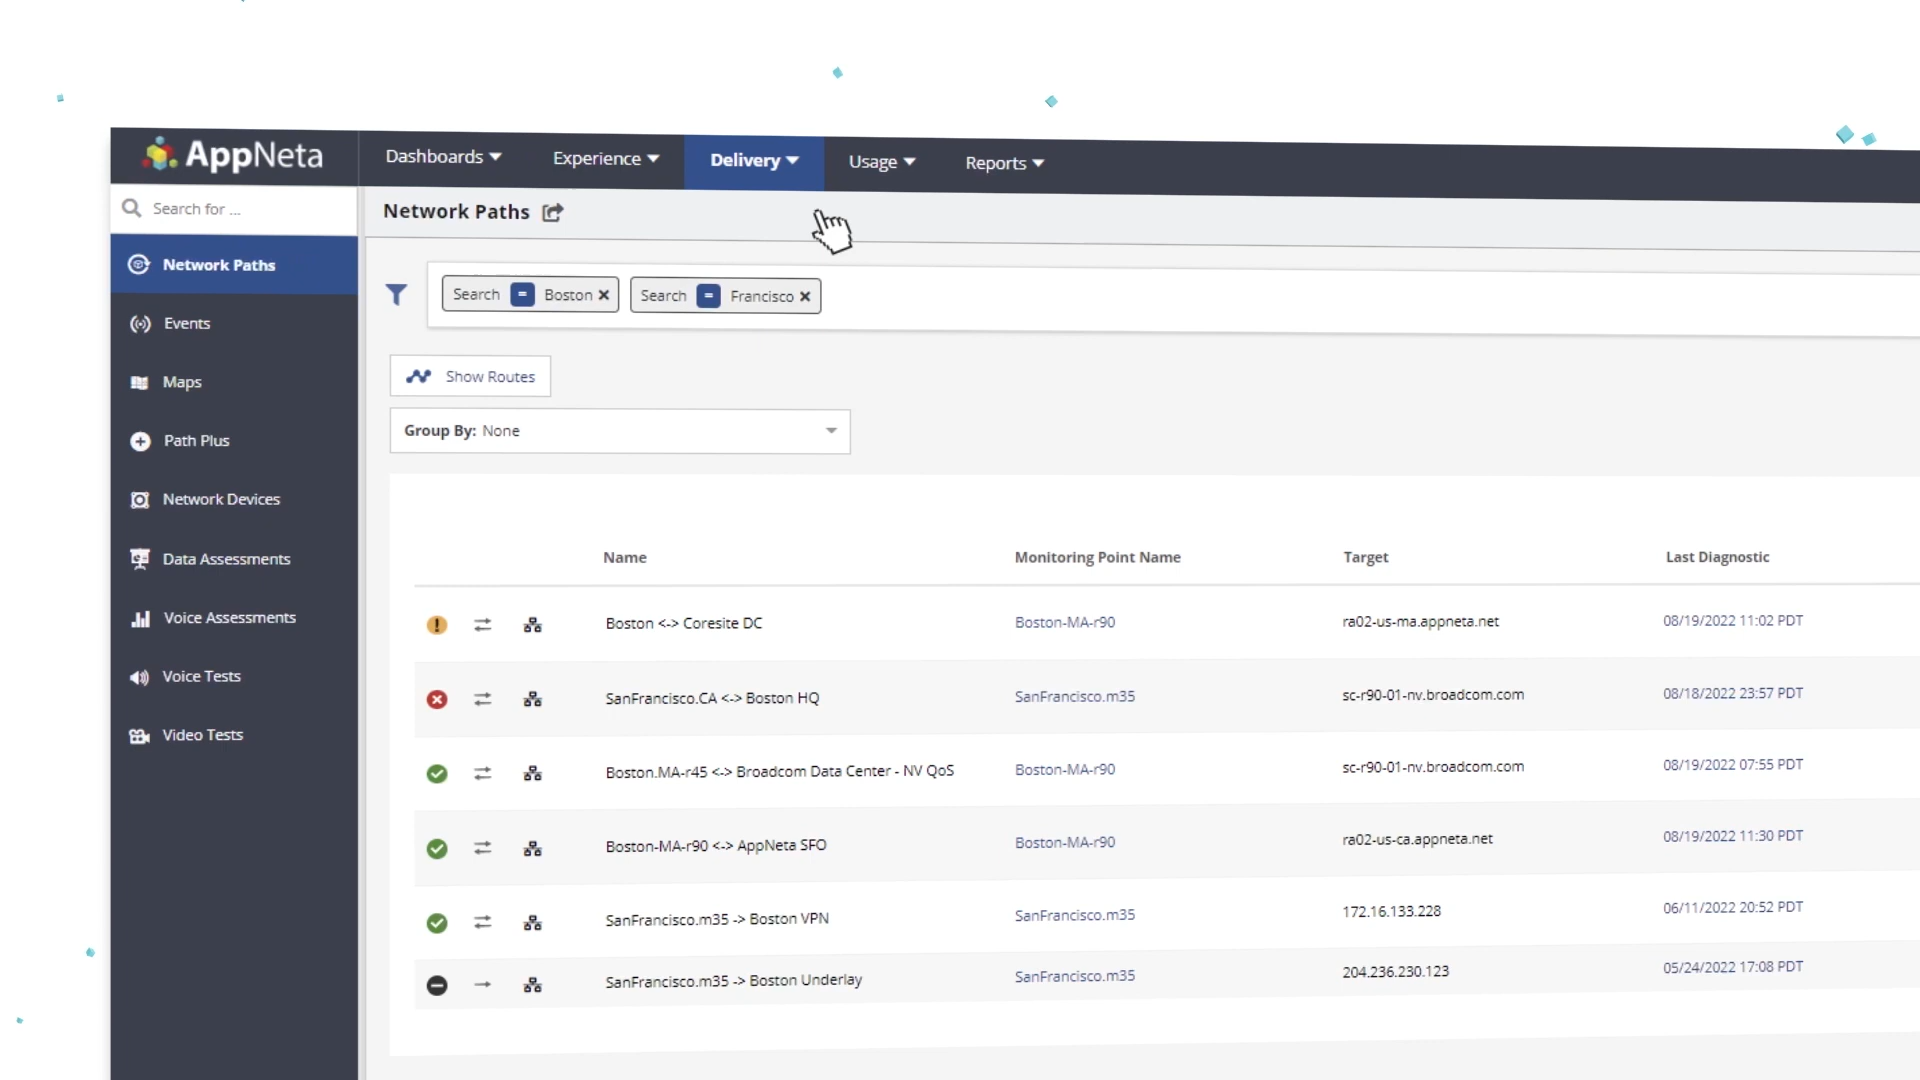 AppNeta
Dashboards Experience Delivery Usage Reports
Search for ...
Network Paths
Events
Maps
Path Plus
Network Devices
Data Assessments
Voice Assessments
Voice Tests
Video Tests
Network Paths
Search = Boston × Search = Francisco ×
Show Routes
Group By: None
Name Monitoring Point Name Target Last Diagnostic
Boston <-> Coresite DC Boston-MA-r90 ra02-us-ma.appneta.net 08/19/2022 11:02 PDT
SanFrancisco.CA <-> Boston HQ SanFrancisco.m35 sc-r90-01-nv.broadcom.com 08/18/2022 23:57 PDT
Boston.MA-r45 <-> Broadcom Data Center - NV QoS Boston-MA-r90 sc-r90-01-nv.broadcom.com 08/19/2022 07:55 PDT
Boston-MA-r90 <-> AppNeta SFO Boston-MA-r90 ra02-us-ca.appneta.net 08/19/2022 11:30 PDT
SanFrancisco.m35 -> Boston VPN SanFrancisco.m35 172.16.133.228 06/11/2022 20:52 PDT
SanFrancisco.m35 -> Boston Underlay SanFrancisco.m35 204.236.230.123 05/24/2022 17:08 PDT